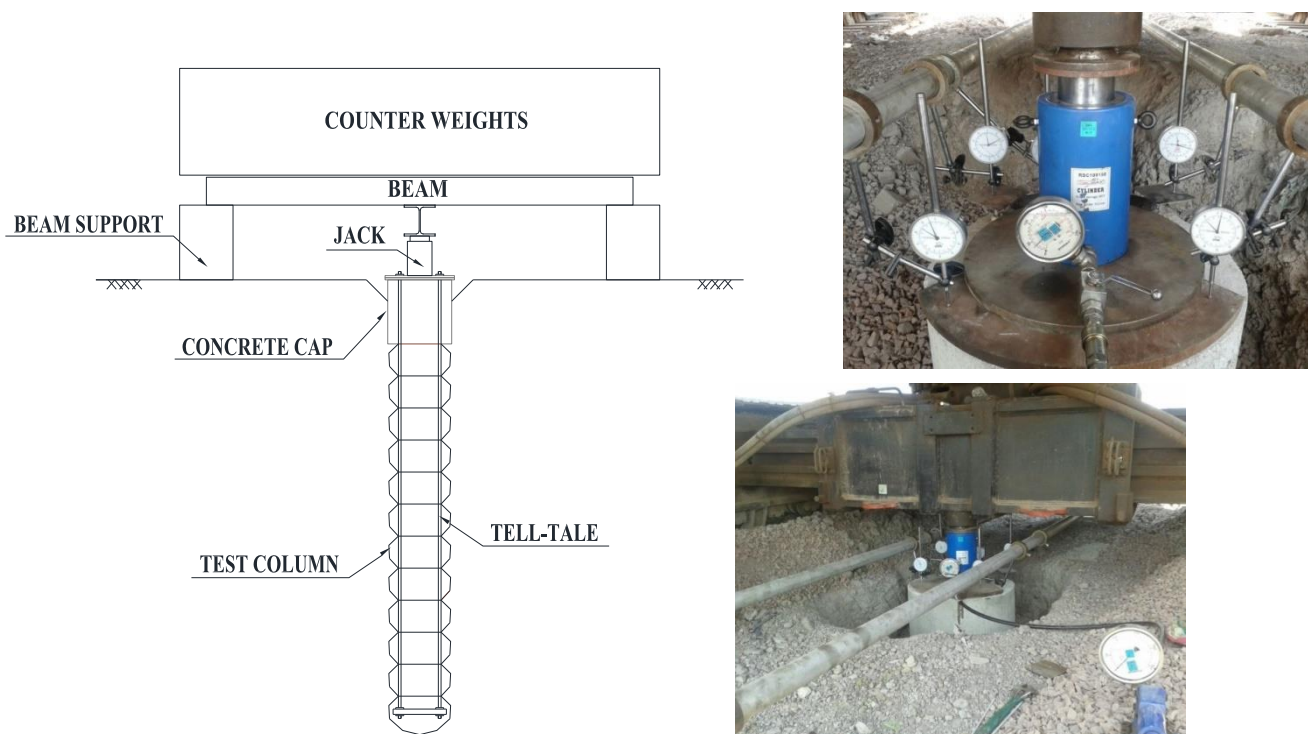 COUNTER WEIGHTS
BEAM
BEAM SUPPORT
JACK
CONCRETE CAP
TELL-TALE
TEST COLUMN
CYLINDER